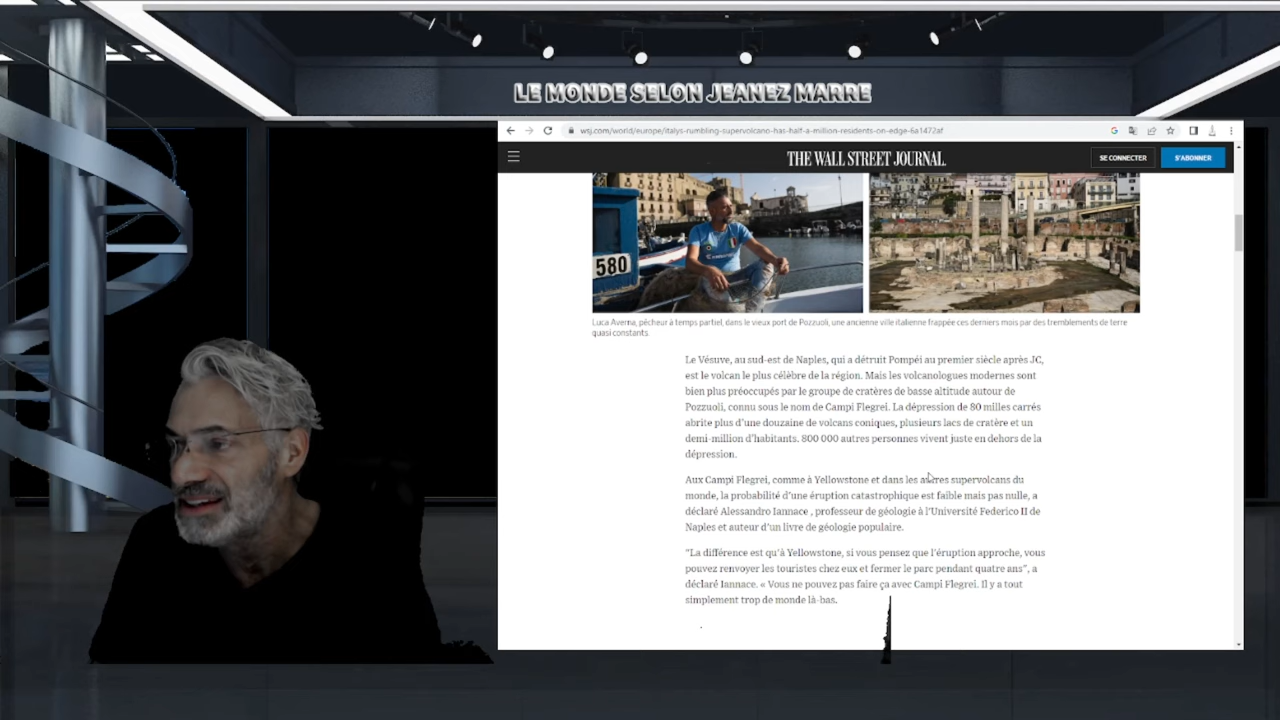 LE MONDE SELON JEANEZ MARRE
wsj.com/world/europe/italys-rumbling-supervolcano-has-half-a-million-residents-on-edge-6a1472af
THE WALL STREET JOURNAL.
SE CONNECTER
S'ABONNER
580
Luca Averna, pêcheur à temps partiel, dans le vieux port de Pozzuoli, une ancienne ville italienne frappée ces derniers mois par des tremblements de terre
quasi constants.
Le Vésuve, au sud-est de Naples, qui a détruit Pompéi au premier siècle après JC,
est le volcan le plus célèbre de la région. Mais les volcanologues modernes sont
bien plus préoccupés par le groupe de cratères de basse altitude autour de
Pozzuoli, connu sous le nom de Campi Flegrei. La dépression de 80 milles carrés
abrite plus d'une douzaine de volcans coniques, plusieurs lacs de cratère et un
demi-million d'habitants. 800 000 autres personnes vivent juste en dehors de la
dépression.
Aux Campi Flegrei, comme à Yellowstone et dans les autres supervolcans du
monde, la probabilité d'une éruption catastrophique est faible mais pas nulle, a
déclaré Alessandro Iannace , professeur de géologie à l'Université Federico II de
Naples et auteur d'un livre de géologie populaire.
"La différence est qu'à Yellowstone, si vous pensez que l'éruption approche, vous
pouvez renvoyer les touristes chez eux et fermer le parc pendant quatre ans", a
déclaré Iannace. « Vous ne pouvez pas faire ça avec Campi Flegrei. Il y a tout
simplement trop de monde là-bas.